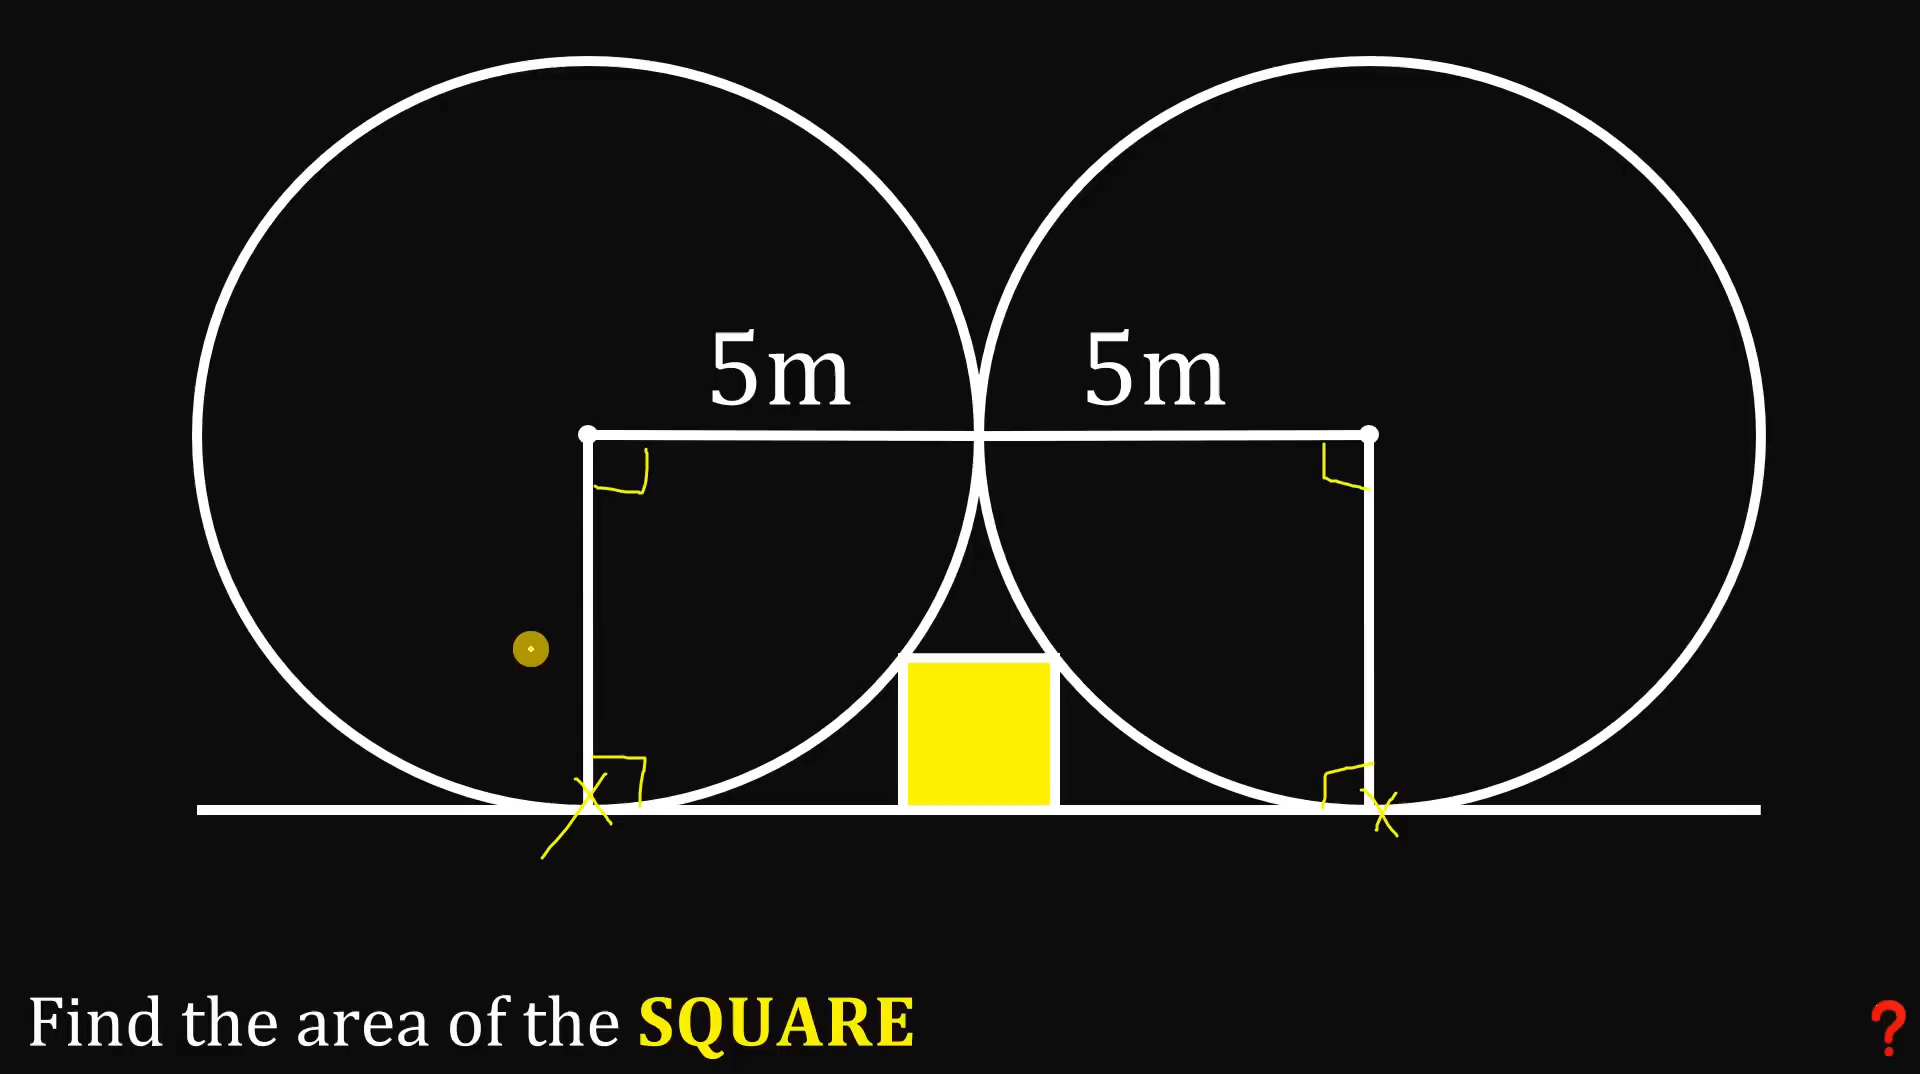 5m 5m
Find the area of the SQUARE
❓